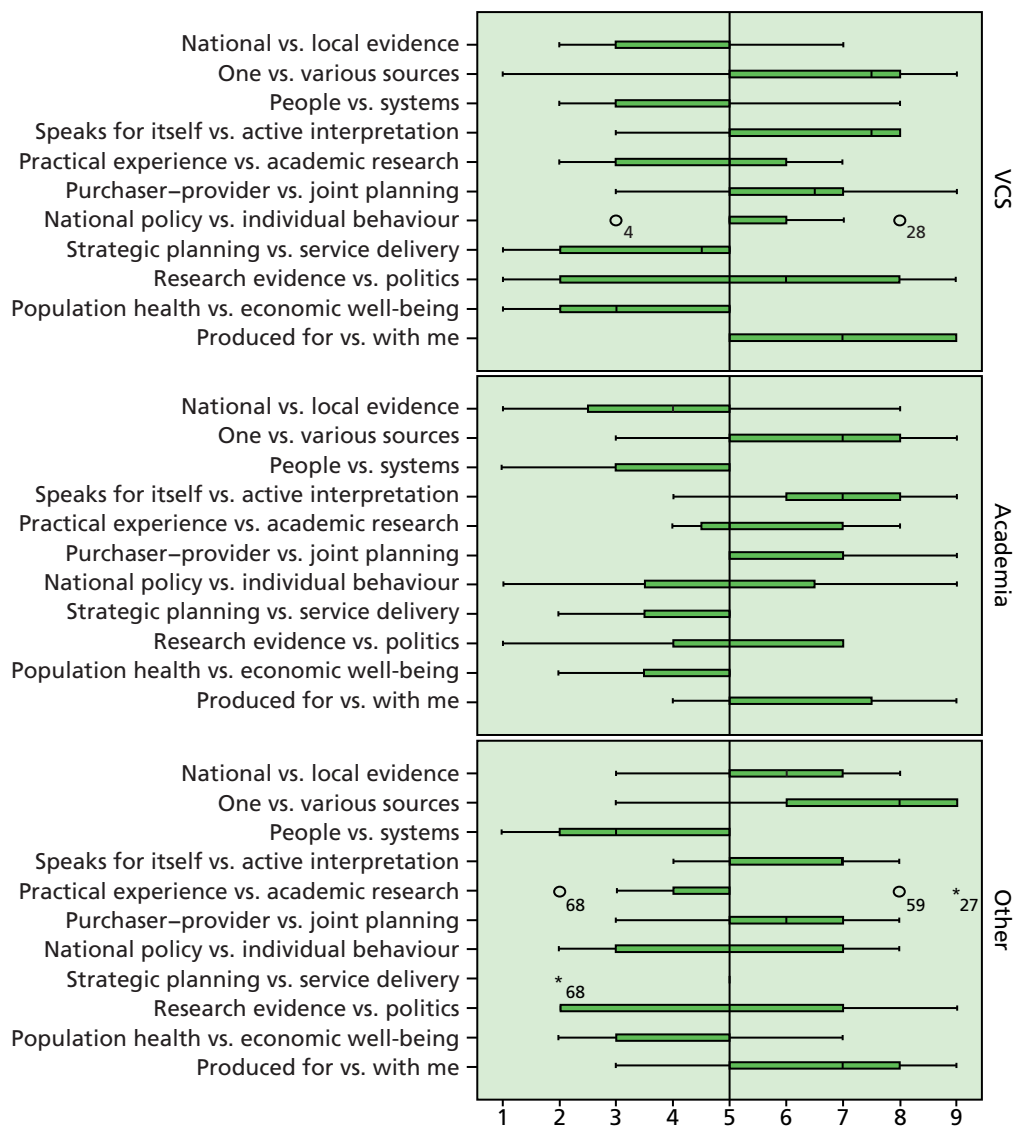 National vs. local evidence
One vs. various sources
People vs. systems
Speaks for itself vs. active interpretation
Practical experience vs. academic research
Purchaser–provider vs. joint planning
National policy vs. individual behaviour
4
28
Strategic planning vs. service delivery
Research evidence vs. politics
Population health vs. economic well-being
Produced for vs. with me
VCS
National vs. local evidence
One vs. various sources
People vs. systems
Speaks for itself vs. active interpretation
Practical experience vs. academic research
Purchaser–provider vs. joint planning
National policy vs. individual behaviour
Strategic planning vs. service delivery
Research evidence vs. politics
Population health vs. economic well-being
Produced for vs. with me
Academia
National vs. local evidence
One vs. various sources
People vs. systems
Speaks for itself vs. active interpretation
Practical experience vs. academic research
68
59
*27
Purchaser–provider vs. joint planning
National policy vs. individual behaviour
Strategic planning vs. service delivery
*68
Research evidence vs. politics
Population health vs. economic well-being
Produced for vs. with me
Other
1 2 3 4 5 6 7 8 9